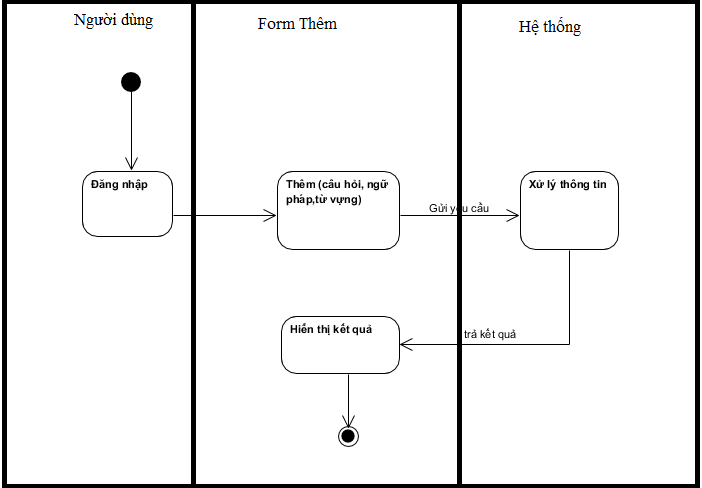 Người dùng
Form Thêm
Hệ thống
Đăng nhập
Thêm (câu hỏi, ngữ
pháp,từ vựng)
Gửi yêu cầu
Xử lý thông tin
Hiển thị kết quả
trả kết quả